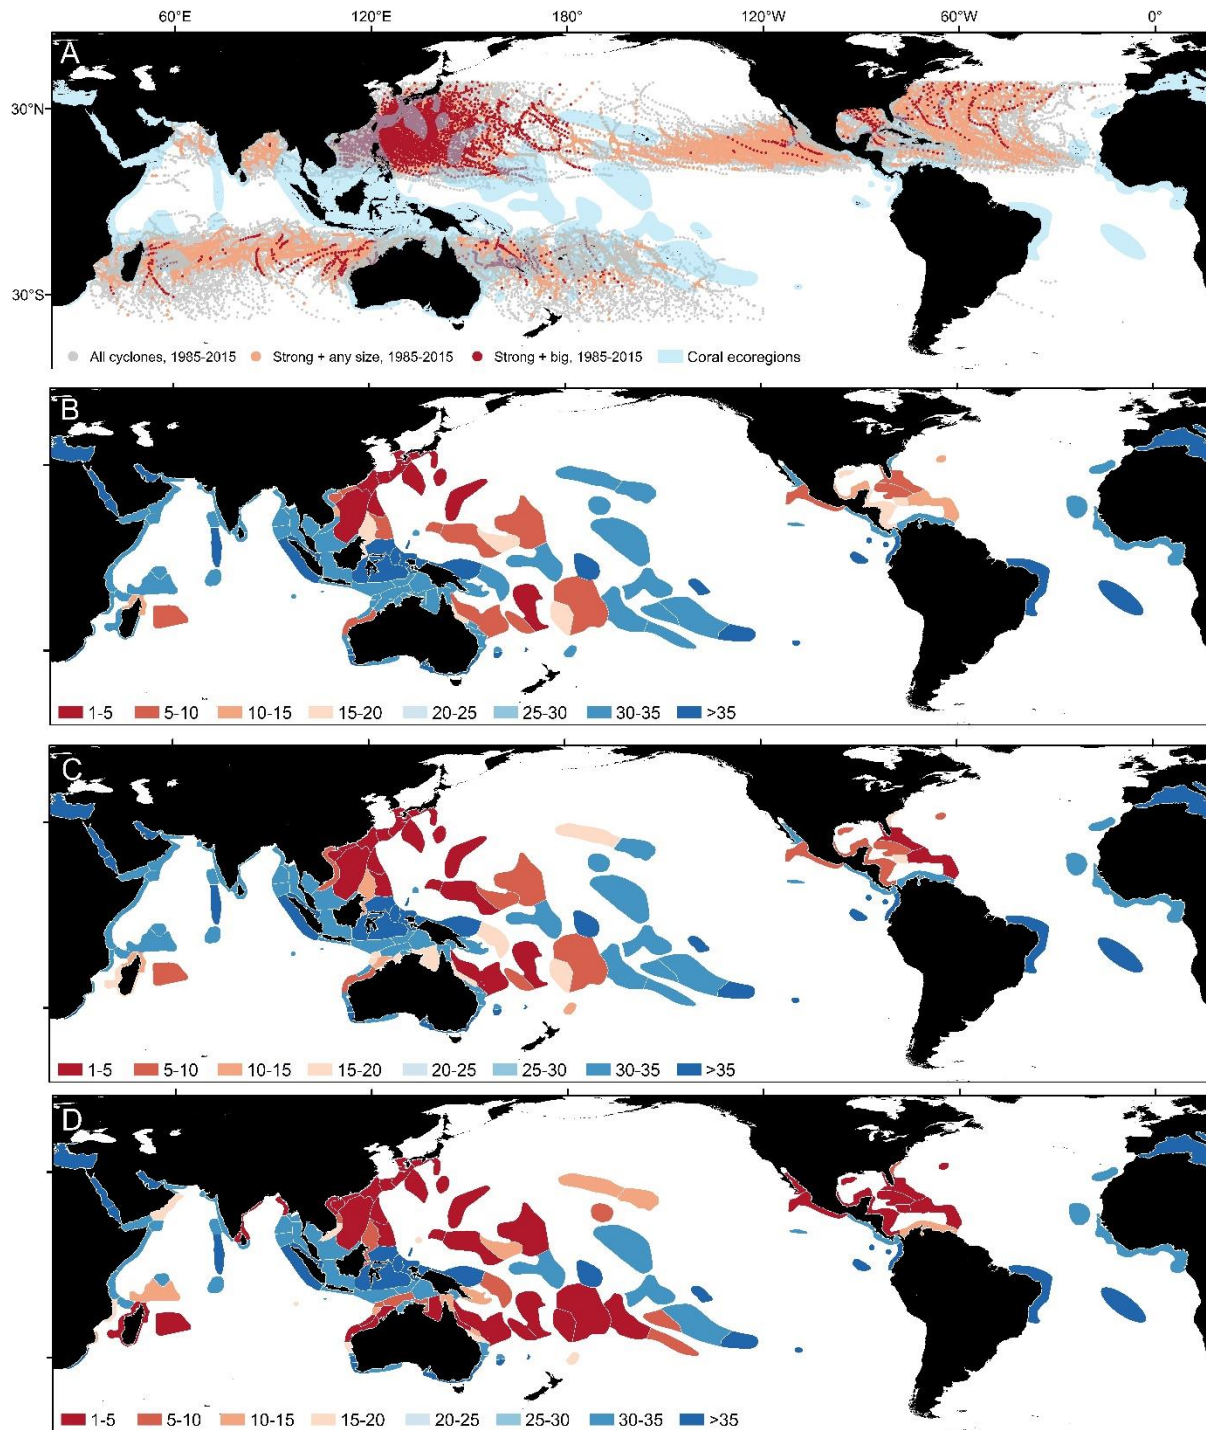 60°E 120°E 180° 120°W 60°W 0°
A
30°N
30°S
All cyclones, 1985-2015 Strong + any size, 1985-2015 Strong + big, 1985-2015 Coral ecoregions
B
1-5 5-10 10-15 15-20 20-25 25-30 30-35 >35
C
1-5 5-10 10-15 15-20 20-25 25-30 30-35 >35
D
1-5 5-10 10-15 15-20 20-25 25-30 30-35 >35